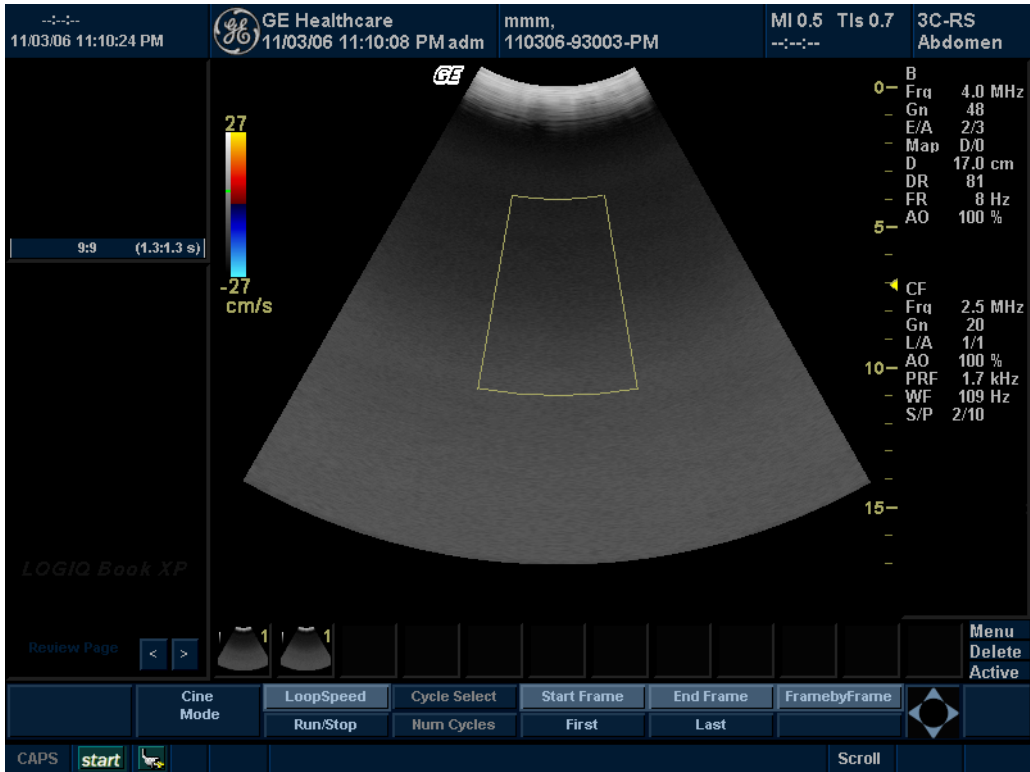 --:--:--
11/03/06 11:10:24 PM
GE Healthcare
11/03/06 11:10:08 PM adm
mmm,
110306-93003-PM
MI 0.5 TIs 0.7
--:--:--
3C-RS
Abdomen
GE
27
-27
cm/s
9:9 (1.3:1.3 s)
0
5
10
15
B
Frq 4.0 MHz
Gn 48
E/A 2/3
Map D/0
D 17.0 cm
DR 81
FR 8 Hz
AO 100 %
CF
Frq 2.5 MHz
Gn 20
L/A 1/1
AO 100 %
PRF 1.7 kHz
WF 109 Hz
S/P 2/10
LOGIQ Book XP
Review Page < >
1 1
Menu
Delete
Active
Cine
Mode
LoopSpeed Cycle Select Start Frame End Frame FramebyFrame
Run/Stop Num Cycles First Last
CAPS start Scroll